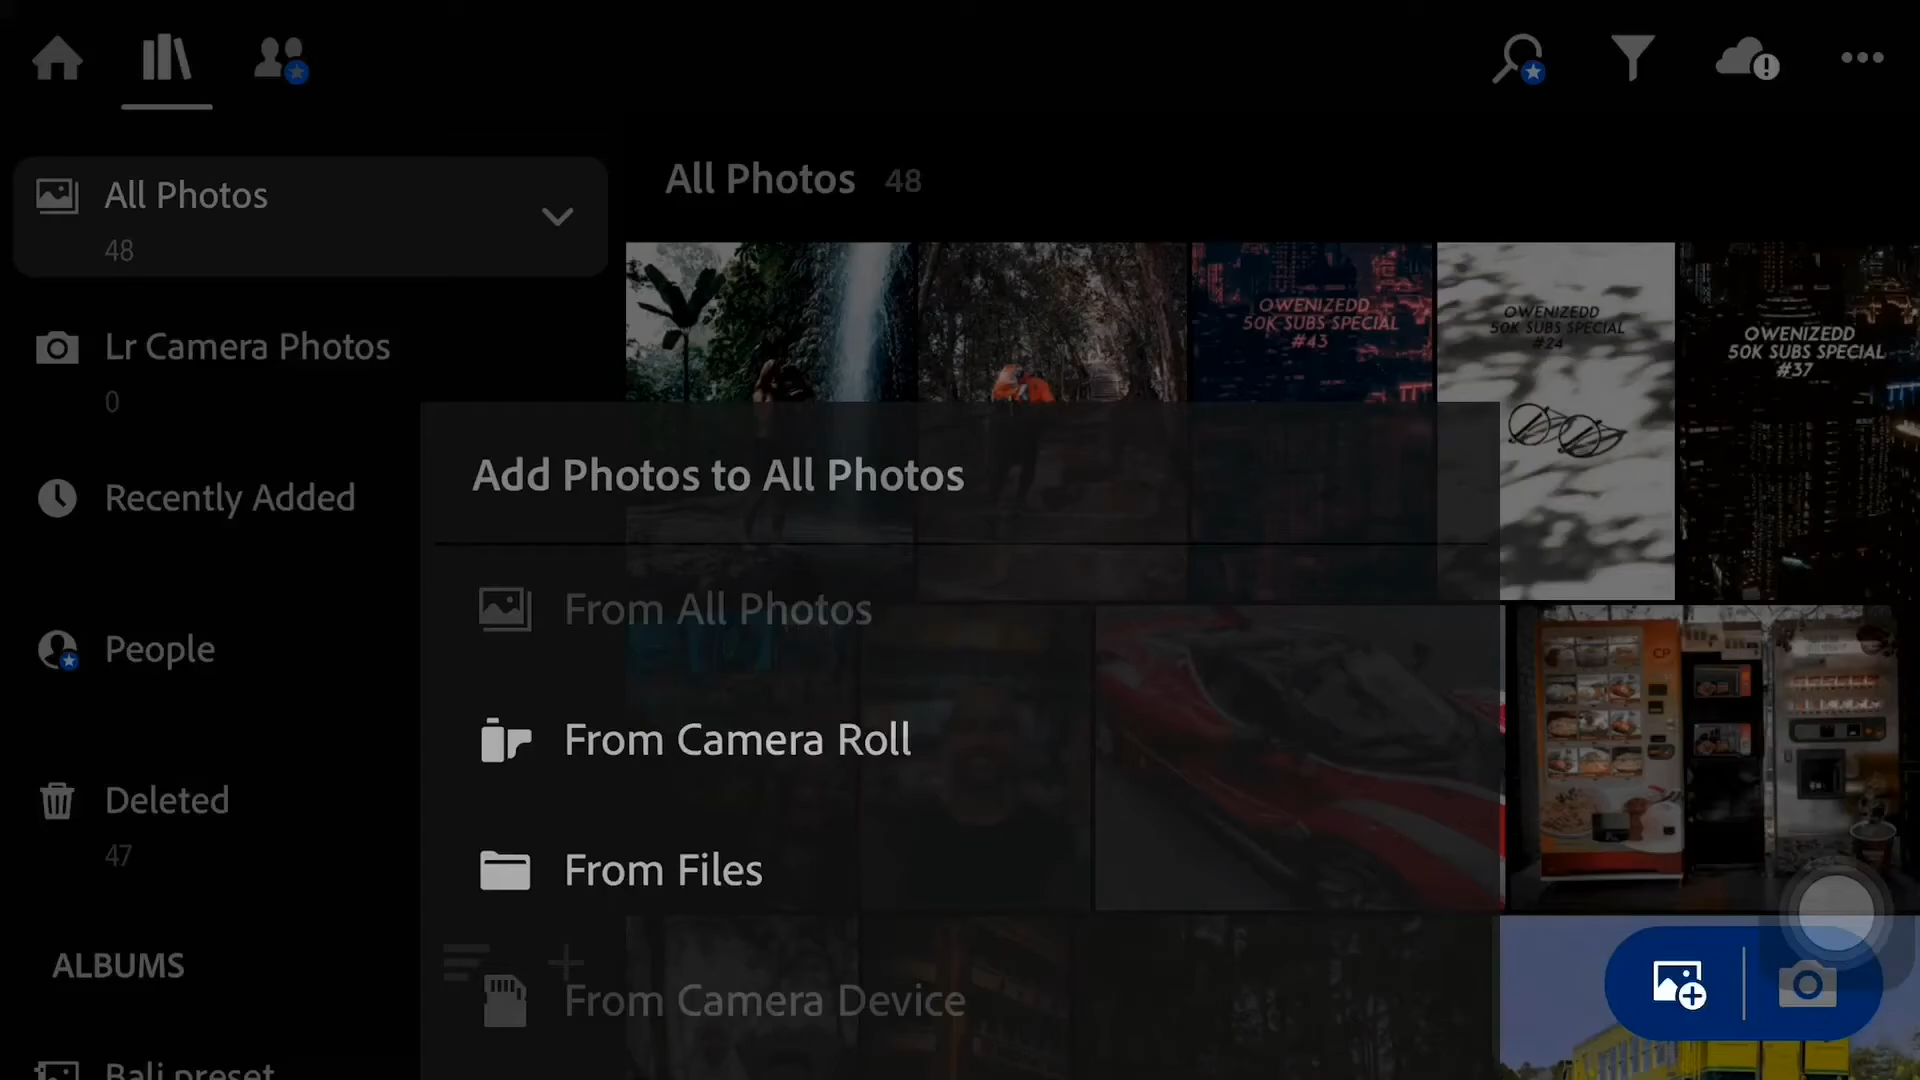 All Photos
48
Lr Camera Photos
0
Recently Added
People
Deleted
47
ALBUMS
Bali preset
All Photos 48
OWENIZEDD
50K SUBS SPECIAL
#43
OWENIZEDD
50K SUBS SPECIAL
#24
OWENIZEDD
50K SUBS SPECIAL
#37
CP
Add Photos to All Photos
From All Photos
From Camera Roll
From Files
From Camera Device